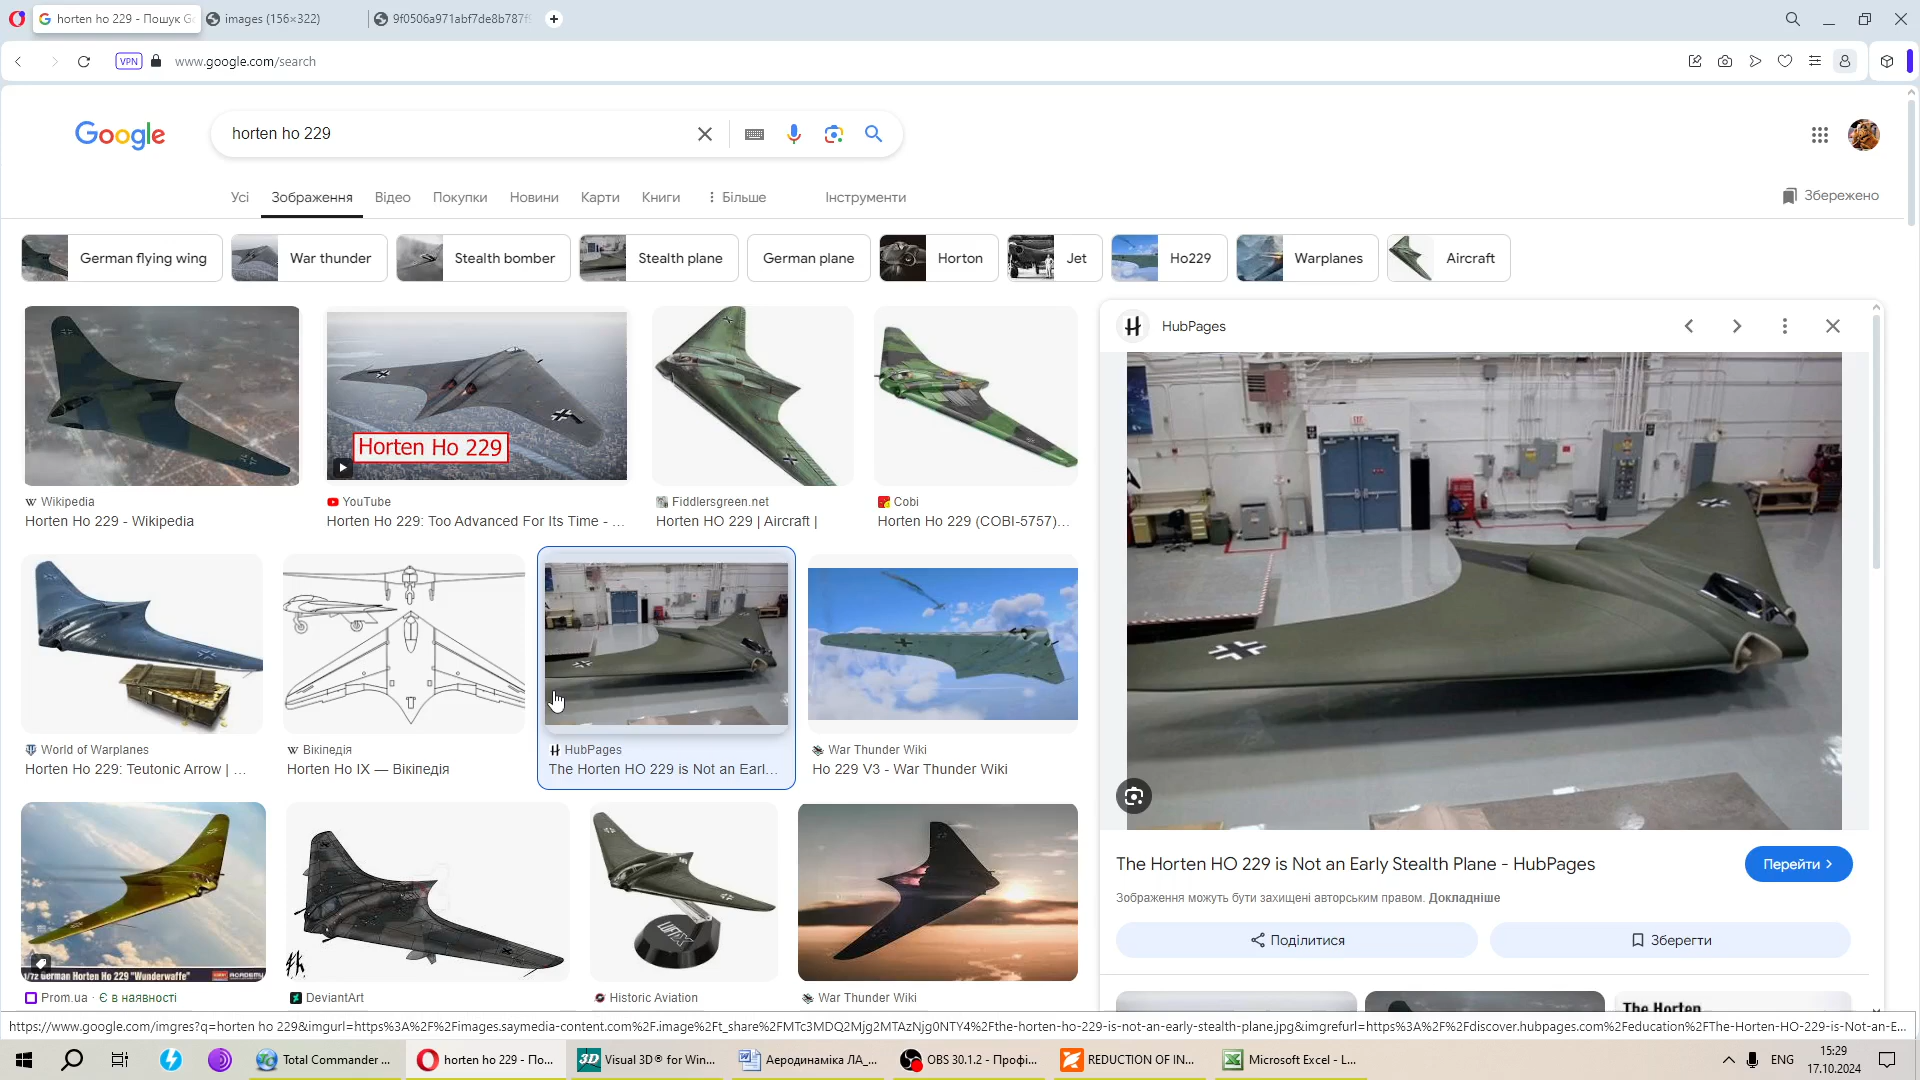 horten ho 229 - Пошук G
images (156×322)
9f0506a971abf7de8b787f
VPN
www.google.com/search
Google
horten ho 229
Усі
Зображення
Відео
Покупки
Новини
Карти
Книги
Більше
Інструменти
Збережено
German flying wing
War thunder
Stealth bomber
Stealth plane
German plane
Horton
Jet
Ho229
Warplanes
Aircraft
HubPages
Horten Ho 229
Wikipedia
Horten Ho 229 - Wikipedia
YouTube
Horten Ho 229: Too Advanced For Its Time - ...
Fiddlersgreen.net
Horten HO 229 | Aircraft |
Cobi
Horten Ho 229 (COBI-5757)...
World of Warplanes
Horten Ho 229: Teutonic Arrow | ...
Вікіпедія
Horten Ho IX — Вікіпедія
HubPages
The Horten HO 229 is Not an Earl...
War Thunder Wiki
Ho 229 V3 - War Thunder Wiki
1/72 German Horten Ho 229 "Wunderwaffe"
ACADEMY
Prom.ua · Є в наявності
DeviantArt
Historic Aviation
War Thunder Wiki
The Horten HO 229 is Not an Early Stealth Plane - HubPages
Перейти
Зображення можуть бути захищені авторським правом. Докладніше
Поділитися
Зберегти
The Horten
https://www.google.com/imgres?q=horten ho 229&imgurl=https%3A%2F%2Fimages.saymedia-content.com%2F.image%2Ft_share%2FMTc3MDQ2Mjg2MTAzNjg0NTY4%2Fthe-horten-ho-229-is-not-an-early-stealth-plane.jpg&imgrefurl=https%3A%2F%2Fdiscover.hubpages.com%2Feducation%2FThe-Horten-HO-229-is-Not-an-E...
Total Commander ...
horten ho 229 - По...
Visual 3D® for Win...
Аеродинаміка ЛА_...
OBS 30.1.2 - Профі...
REDUCTION OF IN...
Microsoft Excel - L...
ENG
15:29
17.10.2024